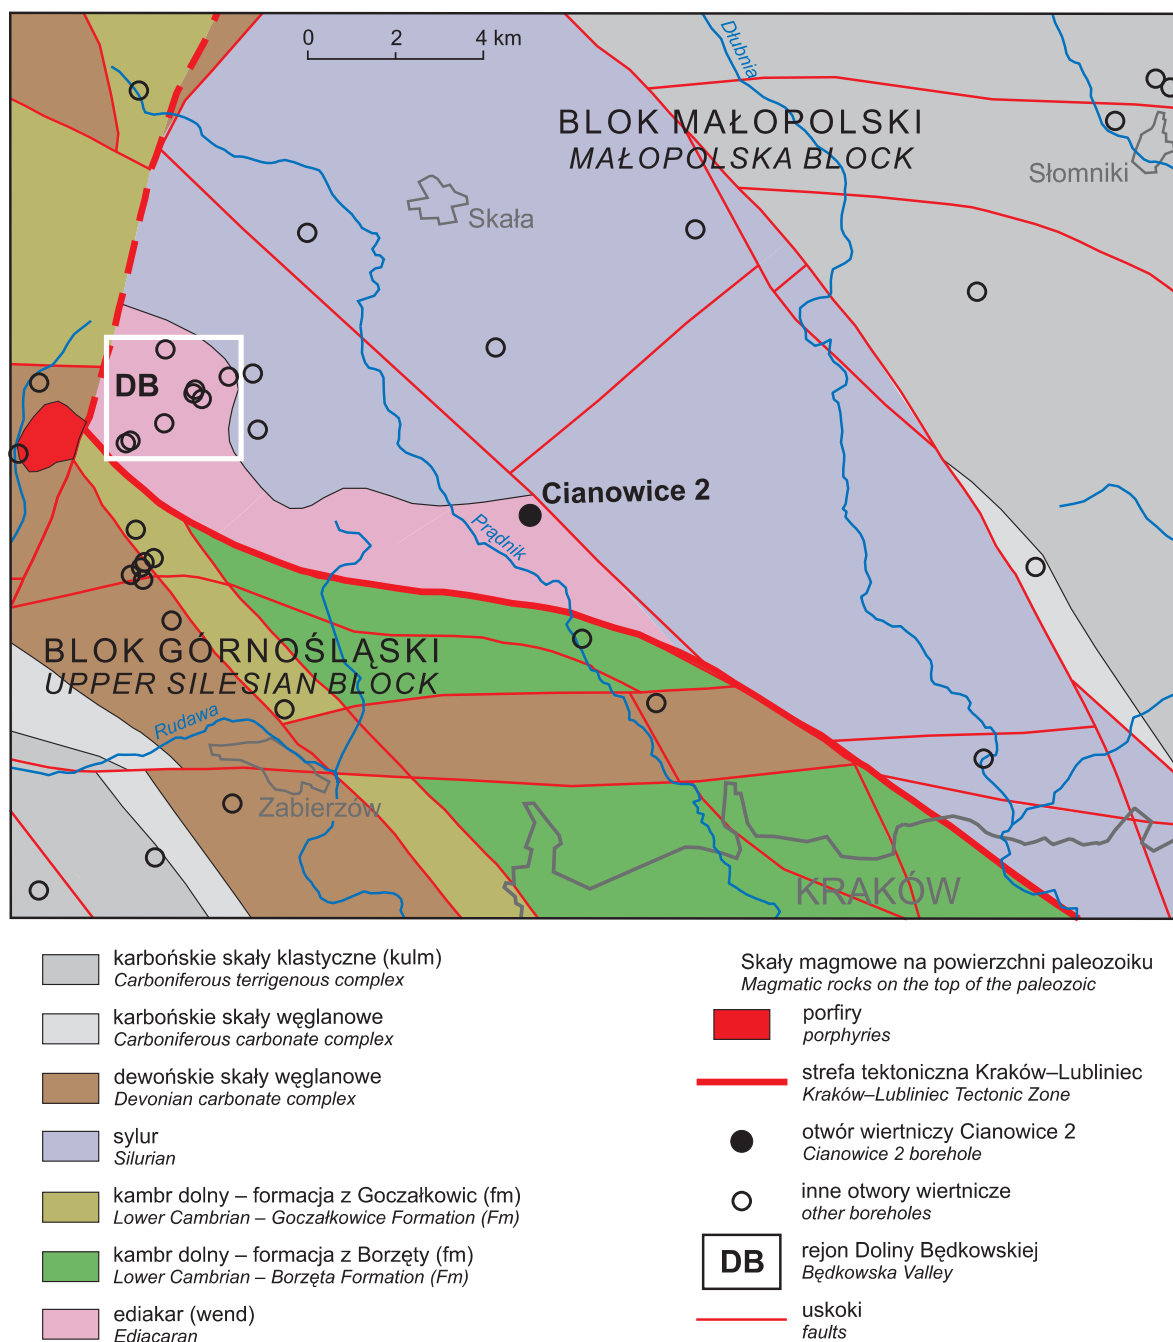 0 2 4 km
Dłubnia
BLOK MAŁOPOLSKI
MAŁOPOLSKA BLOCK
Słomniki
Skała
DB
Cianowice 2
Prądnik
BLOK GÓRNOŚLĄSKI
UPPER SILESIAN BLOCK
Rudawa
Zabierzów
KRAKÓW
karbońskie skały klastyczne (kulm)
Carboniferous terrigenous complex
karbońskie skały węglanowe
Carboniferous carbonate complex
dewońskie skały węglanowe
Devonian carbonate complex
sylur
Silurian
kambr dolny – formacja z Goczałkowic (fm)
Lower Cambrian – Goczałkowice Formation (Fm)
kambr dolny – formacja z Borzęty (fm)
Lower Cambrian – Borzęta Formation (Fm)
ediakar (wend)
Ediacaran
Skały magmowe na powierzchni paleozoiku
Magmatic rocks on the top of the paleozoic
porfiry
porphyries
strefa tektoniczna Kraków–Lubliniec
Kraków–Lubliniec Tectonic Zone
otwór wiertniczy Cianowice 2
Cianowice 2 borehole
inne otwory wiertnicze
other boreholes
DB
rejon Doliny Będkowskiej
Będkowska Valley
uskoki
faults